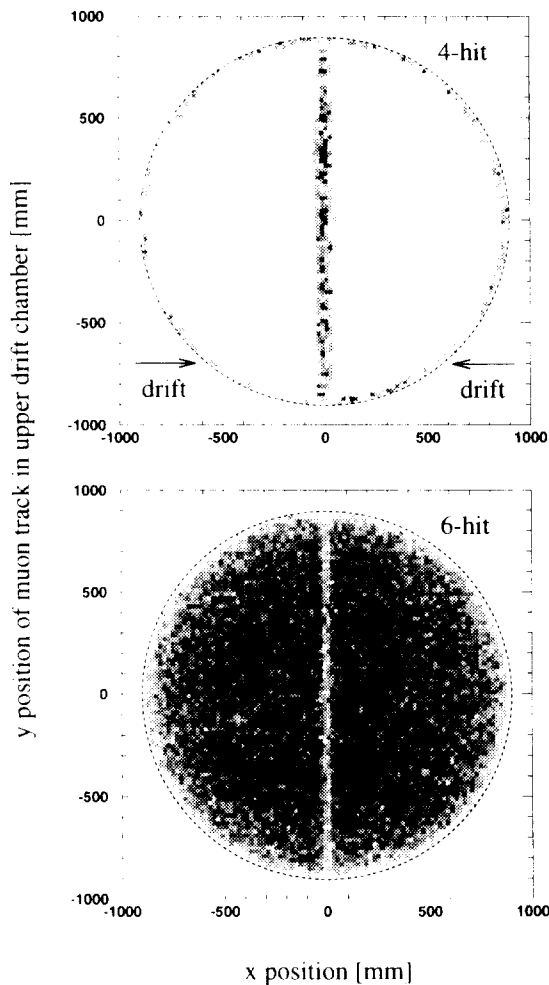 y position of muon track in upper drift chamber [mm]
1000
4-hit
500
0
-500
drift
drift
-1000
-1000 -500 0 500 1000
1000
6-hit
500
0
-500
-1000
-1000 -500 0 500 1000
x position [mm]